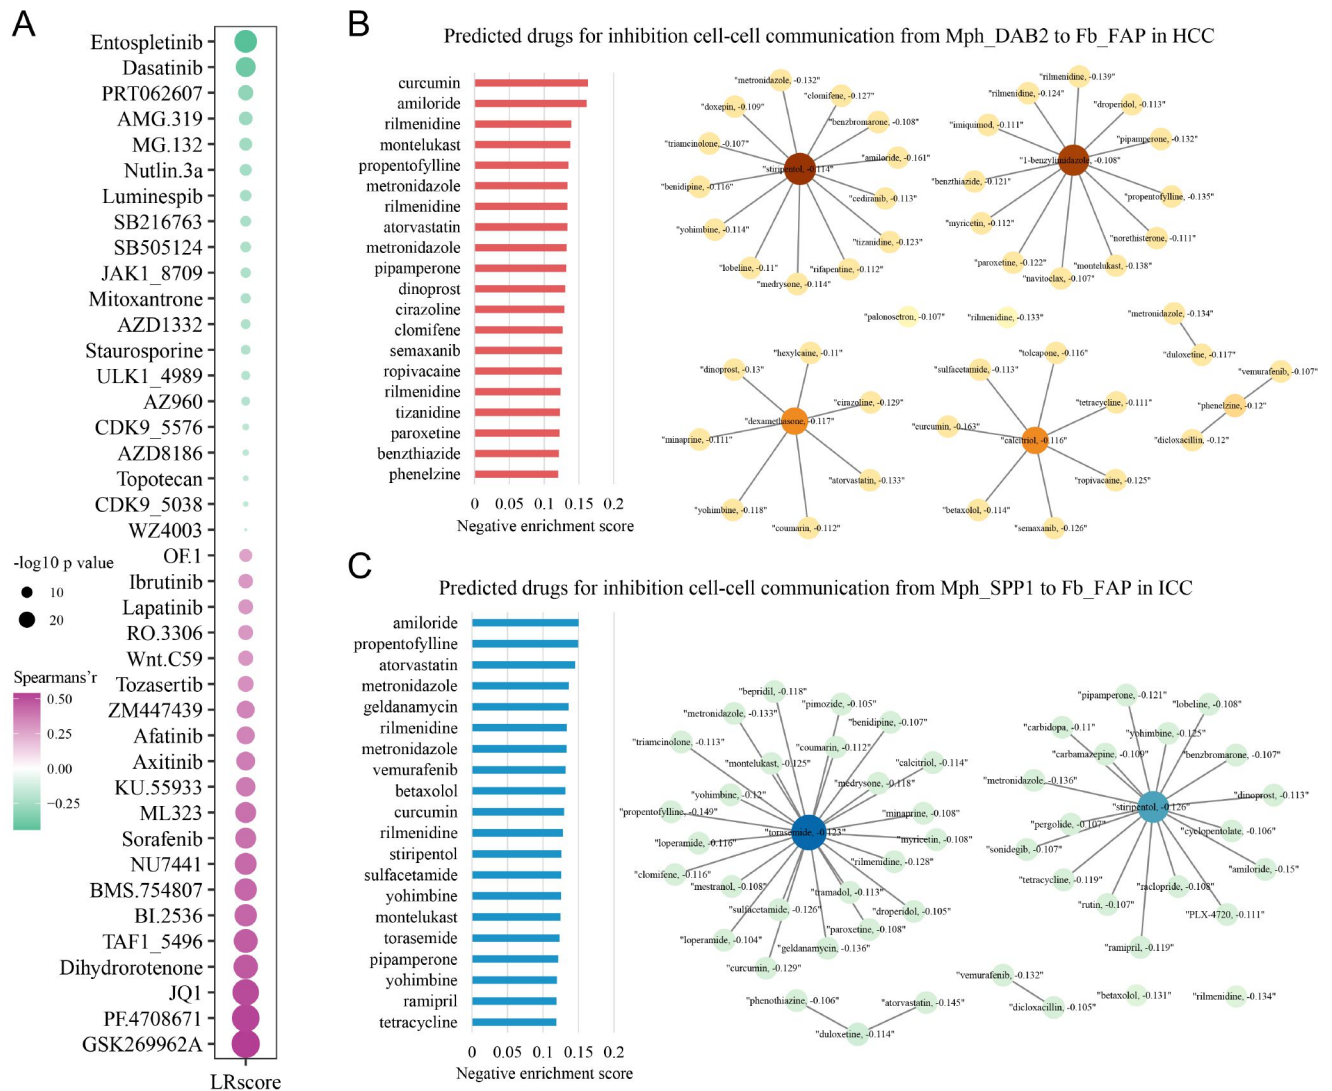 A
Entospletinib
Dasatinib
PRT062607
AMG.319
MG.132
Nutlin.3a
Luminespib
SB216763
SB505124
JAK1_8709
Mitoxantrone
AZD1332
Staurosporine
ULK1_4989
AZ960
CDK9_5576
AZD8186
Topotecan
CDK9_5038
WZ4003
OF.1
Ibrutinib
Lapatinib
RO.3306
Wnt.C59
Tozasertib
ZM447439
Afatinib
Axitinib
KU.55933
ML323
Sorafenib
NU7441
BMS.754807
BI.2536
TAF1_5496
Dihydrorotenone
JQ1
PF.4708671
GSK269962A
LRscore
-log10 p value
10
20
Spearmans'r
0.50
0.25
0.00
−0.25
B
Predicted drugs for inhibition cell-cell communication from Mph_DAB2 to Fb_FAP in HCC
curcumin
amiloride
rilmenidine
montelukast
propentofylline
metronidazole
rilmenidine
atorvastatin
metronidazole
pipamperone
dinoprost
cirazoline
clomifene
semaxanib
ropivacaine
rilmenidine
tizanidine
paroxetine
benzthiazide
phenelzine
0 0.05 0.1 0.15 0.2
Negative enrichment score
"metronidazole, -0.132"
"clomifene, -0.127"
"doxepin, -0.109"
"benzbromarone, -0.108"
"triamcinolone, -0.107"
"amiloride, -0.161"
"stiripentol, -0.114"
"benidipine, -0.116"
"cediranib, -0.113"
"yohimbine, -0.114"
"tizanidine, -0.123"
"lobeline, -0.11"
"rifapentine, -0.112"
"medrysone, -0.114"
"rilmenidine, -0.139"
"rilmenidine, -0.124"
"droperidol, -0.113"
"imiquimod, -0.111"
"pipamperone, -0.132"
"1-benzylimidazole, -0.108"
"benzthiazide, -0.121"
"propentofylline, -0.135"
"myricetin, -0.112"
"norethisterone, -0.111"
"paroxetine, -0.122"
"montelukast, -0.138"
"navitoclax, -0.107"
"palonosetron, -0.107"
"rilmenidine, -0.133"
"metronidazole, -0.134"
"duloxetine, -0.117"
"vemurafenib, -0.107"
"phenelzine, -0.12"
"dicloxacillin, -0.12"
"hexylcaine, -0.11"
"dinoprost, -0.13"
"cirazoline, -0.129"
"dexamethasone, -0.117"
"minaprine, -0.111"
"atorvastatin, -0.133"
"yohimbine, -0.118"
"coumarin, -0.112"
"tolcapone, -0.116"
"sulfacetamide, -0.113"
"tetracycline, -0.111"
"curcumin, -0.163"
"calcitriol, -0.116"
"ropivacaine, -0.125"
"betaxolol, -0.114"
"semaxanib, -0.126"
C
Predicted drugs for inhibition cell-cell communication from Mph_SPP1 to Fb_FAP in ICC
amiloride
propentofylline
atorvastatin
metronidazole
geldanamycin
rilmenidine
metronidazole
vemurafenib
betaxolol
curcumin
rilmenidine
stiripentol
sulfacetamide
yohimbine
montelukast
torasemide
pipamperone
yohimbine
ramipril
tetracycline
0 0.05 0.1 0.15 0.2
Negative enrichment score
"bepridil, -0.118"
"pimozide, -0.105"
"metronidazole, -0.133"
"benidipine, -0.107"
"triamcinolone, -0.113"
"coumarin, -0.112"
"montelukast, -0.125"
"calcitriol, -0.114"
"medrysone, -0.118"
"yohimbine, -0.12"
"propentofylline, -0.149"
"minaprine, -0.108"
"torasemide, -0.123"
"loperamide, -0.116"
"myricetin, -0.108"
"rilmenidine, -0.128"
"clomifene, -0.116"
"mestranol, -0.108"
"tramadol, -0.113"
"sulfacetamide, -0.126"
"droperidol, -0.105"
"paroxetine, -0.108"
"loperamide, -0.104"
"geldanamycin, -0.136"
"curcumin, -0.129"
"phenothiazine, -0.106"
"atorvastatin, -0.145"
"duloxetine, -0.114"
"pipamperone, -0.121"
"lobeline, -0.108"
"carbidopa, -0.11"
"yohimbine, -0.125"
"carbamazepine, -0.109"
"benzbromarone, -0.107"
"metronidazole, -0.136"
"dinoprost, -0.113"
"stiripentol, -0.126"
"pergolide, -0.107"
"cyclopentolate, -0.106"
"sonidegib, -0.107"
"amiloride, -0.15"
"tetracycline, -0.119"
"raclopride, -0.108"
"rutin, -0.107"
"PLX-4720, -0.111"
"ramipril, -0.119"
"vemurafenib, -0.132"
"dicloxacillin, -0.105"
"betaxolol, -0.131"
"rilmenidine, -0.134"